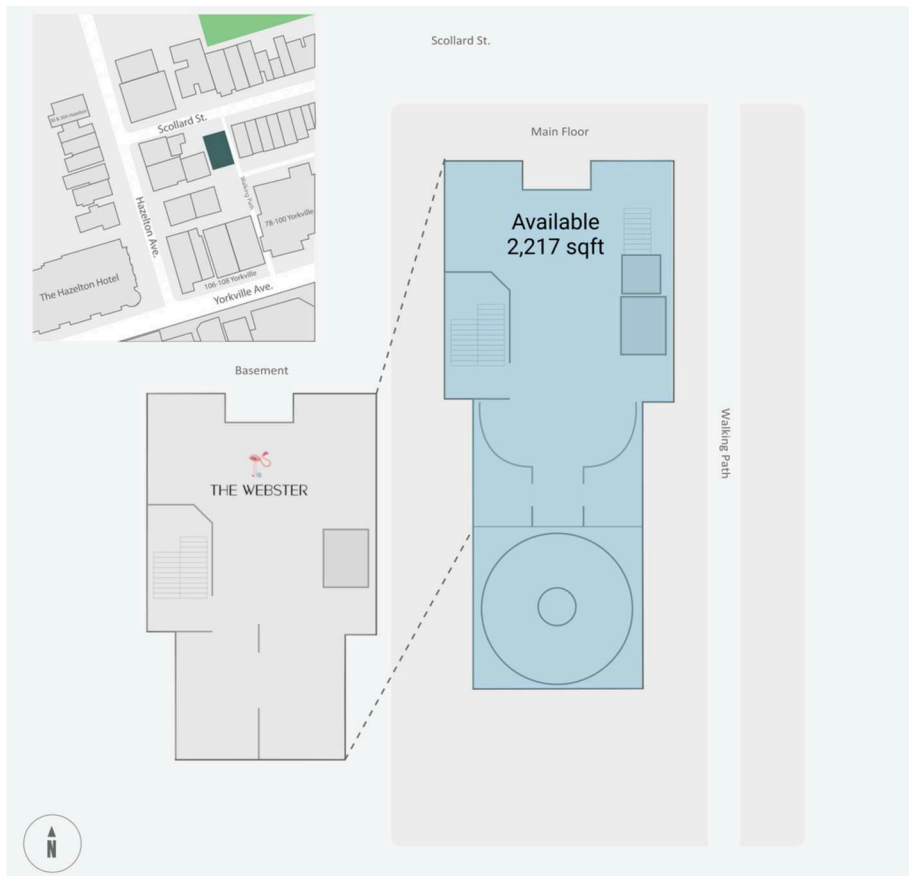 Scollard St.
Main Floor
Available
2,217 sqft
Walking Path
Scollard St.
Walking Path
Hazelton Ave.
78-100 Yorkville
106-108 Yorkville
The Hazelton Hotel
Yorkville Ave.
Basement
THE WEBSTER
N